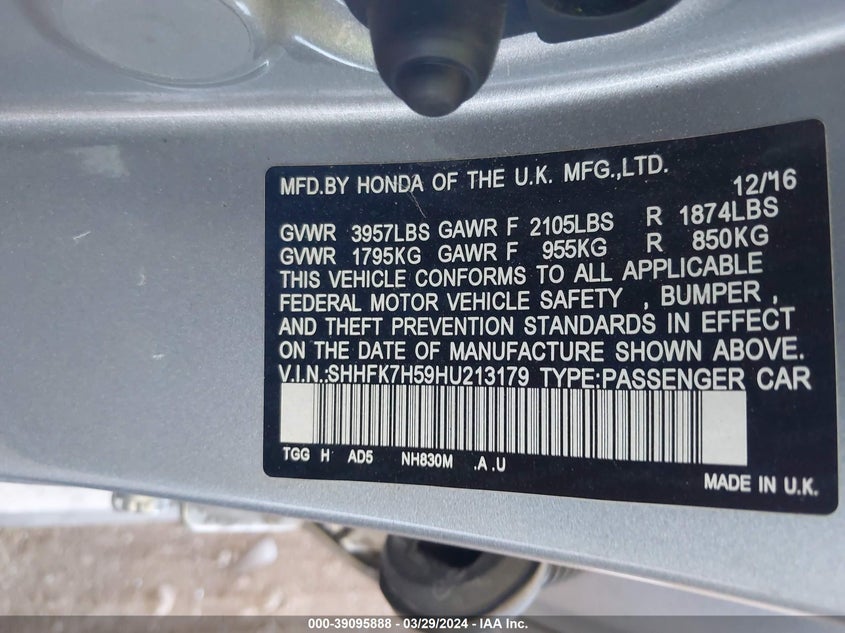 MFD.BY HONDA OF THE U.K. MFG.,LTD. 12/16
GVWR 3957LBS GAWR F 2105LBS R 1874LBS
GVWR 1795KG GAWR F 955KG R 850KG
THIS VEHICLE CONFORMS TO ALL APPLICABLE
FEDERAL MOTOR VEHICLE SAFETY , BUMPER ,
AND THEFT PREVENTION STANDARDS IN EFFECT
ON THE DATE OF MANUFACTURE SHOWN ABOVE.
V.I.N.:SHHFK7H59HU213179 TYPE:PASSENGER CAR
TGG H AD5 NH830M .A .U
MADE IN U.K.
000-39095888 - 03/29/2024 - IAA Inc.